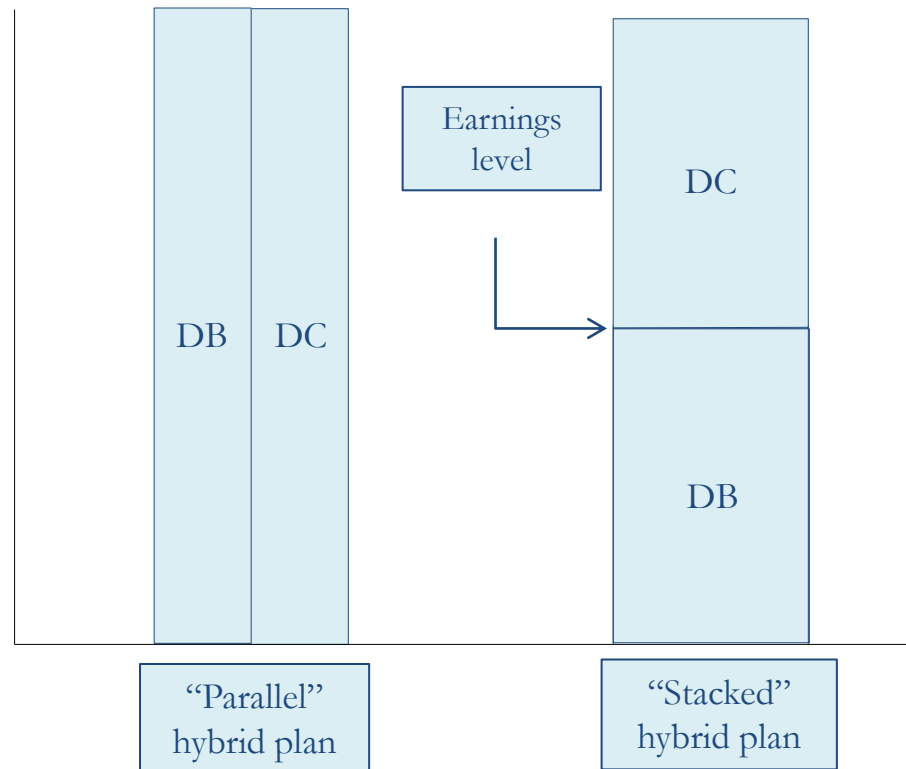 Earnings
level
DC
DB
DC
DB
“Parallel”
hybrid plan
“Stacked”
hybrid plan